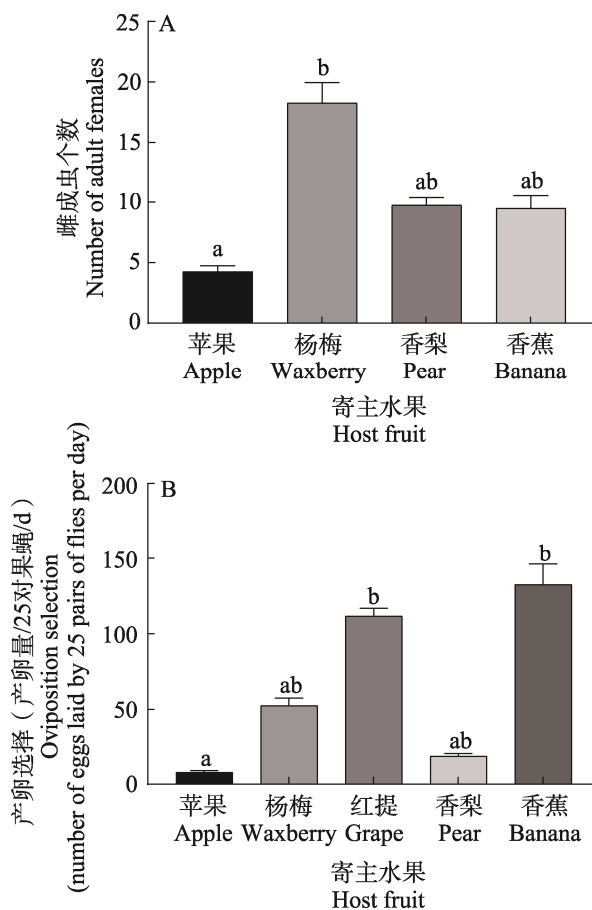 A
25
20
15
10
5
0
雌成虫个数
Number of adult females
a
b
ab
ab
苹果 杨梅 香梨 香蕉
Apple Waxberry Pear Banana
寄主水果
Host fruit
B
200
150
100
50
0
产卵选择（产卵量/25对果蝇/d）
Oviposition selection
(number of eggs laid by 25 pairs of flies per day)
a
ab
b
ab
b
苹果 杨梅 红提 香梨 香蕉
Apple Waxberry Grape Pear Banana
寄主水果
Host fruit